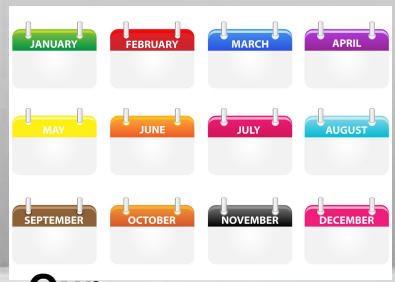 JANUARY FEBRUARY MARCH APRIL
MAY JUNE JULY AUGUST
SEPTEMBER OCTOBER NOVEMBER DECEMBER